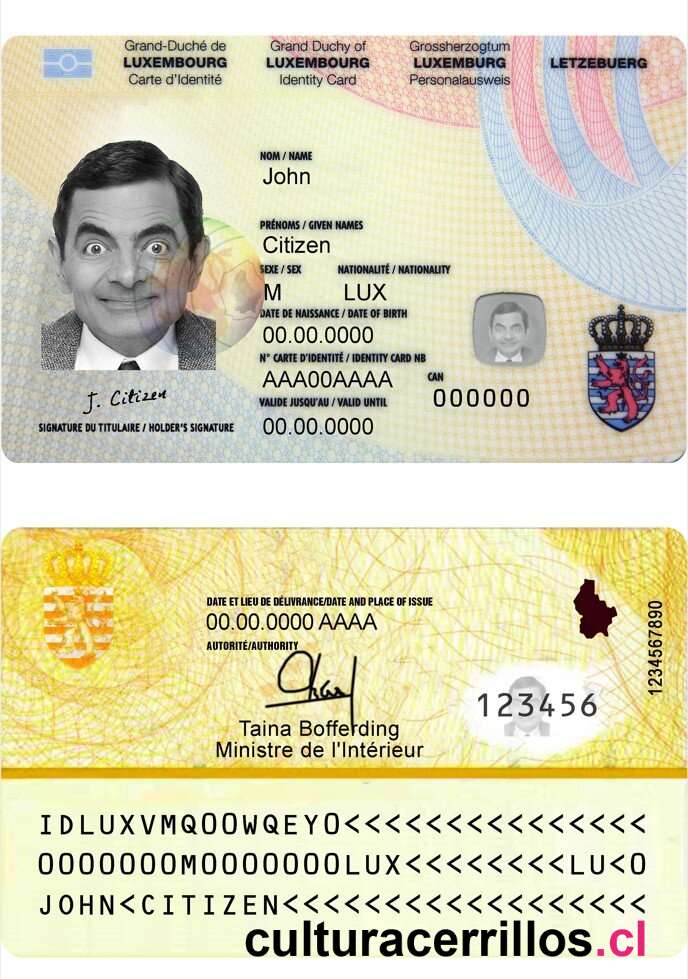 Grand-Duché de
LUXEMBOURG
Carte d'Identité
Grand Duchy of
LUXEMBOURG
Identity Card
Grossherzogtum
LUXEMBURG
Personalausweis
LETZEBUERG
NOM / NAME
John
PRÉNOMS / GIVEN NAMES
Citizen
SEXE / SEX NATIONALITÉ / NATIONALITY
M LUX
DATE DE NAISSANCE / DATE OF BIRTH
00.00.0000
N° CARTE D'IDENTITÉ / IDENTITY CARD NB
AAA00AAAA
CAN
000000
VALIDE JUSQU'AU / VALID UNTIL
00.00.0000
J. Citizen
SIGNATURE DU TITULAIRE / HOLDER'S SIGNATURE
DATE ET LIEU DE DÉLIVRANCE/DATE AND PLACE OF ISSUE
00.00.0000 AAAA
AUTORITÉ/AUTHORITY
Taina Bofferding
Ministre de l'Intérieur
123456
1234567890
IDLUXVMQ00WQEY0<<<<<<<<<<<<<<<
0000000M0000000LUX<<<<<<<<LU<0
JOHN<CITIZEN<<<<<<<<<<<<<<<<<<
culturacerrillos.cl